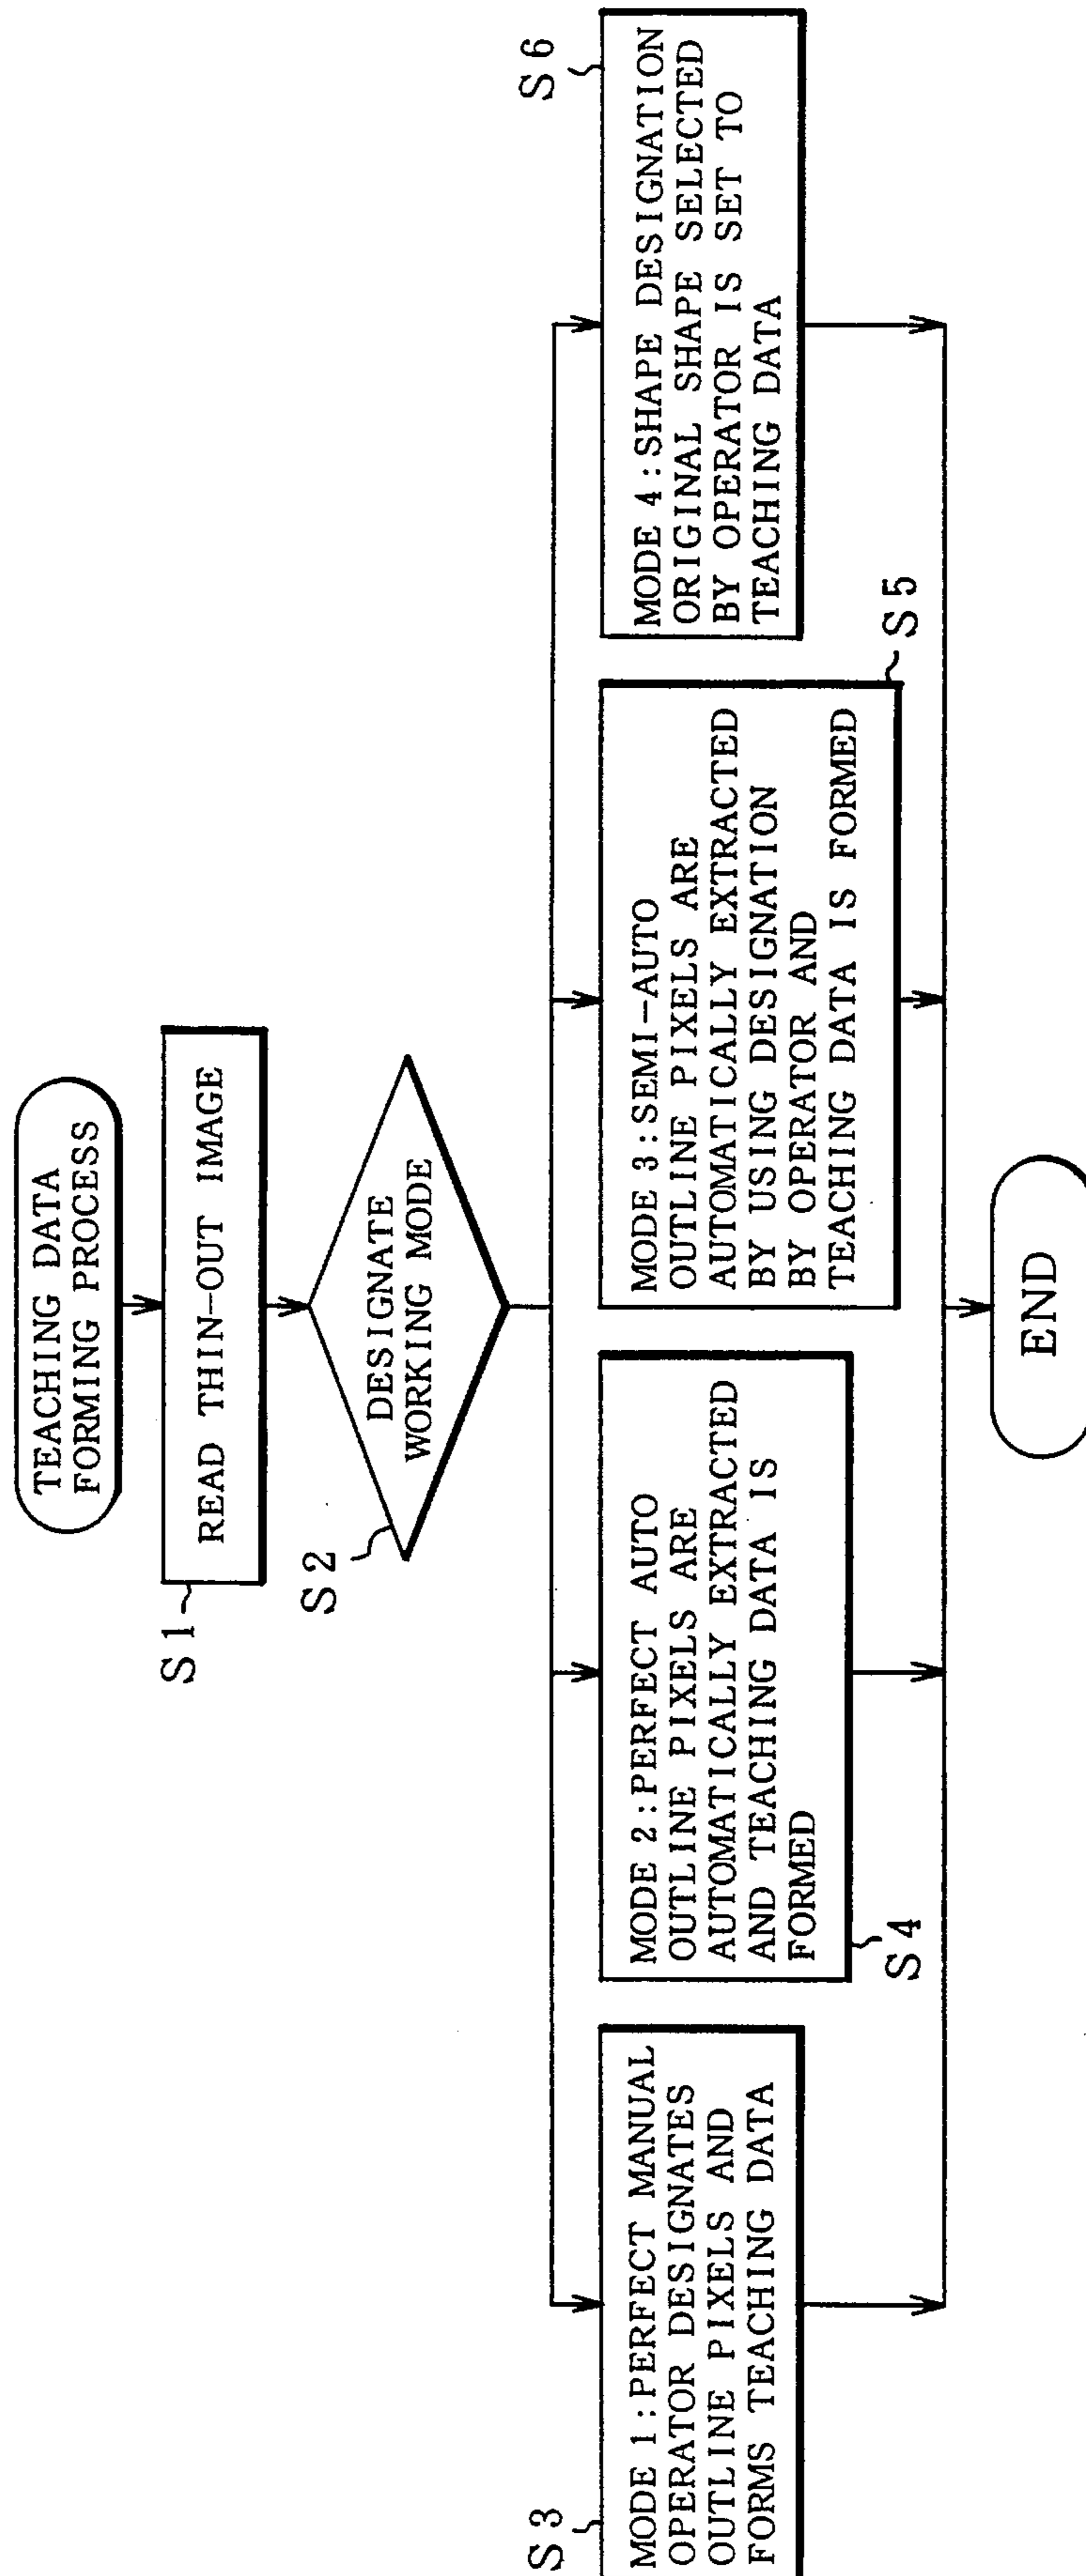 TEACHING DATA
FORMING PROCESS
S1
READ THIN-OUT IMAGE
S2
DESIGNATE
WORKING MODE
S3
MODE 1:PERFECT MANUAL
OPERATOR DESIGNATES
OUTLINE PIXELS AND
FORMS TEACHING DATA
S4
MODE 2:PERFECT AUTO
OUTLINE PIXELS ARE
AUTOMATICALLY EXTRACTED
AND TEACHING DATA IS
FORMED
S5
MODE 3:SEMI-AUTO
OUTLINE PIXELS ARE
AUTOMATICALLY EXTRACTED
BY USING DESIGNATION
BY OPERATOR AND
TEACHING DATA IS FORMED
S6
MODE 4:SHAPE DESIGNATION
ORIGINAL SHAPE SELECTED
BY OPERATOR IS SET TO
TEACHING DATA
END